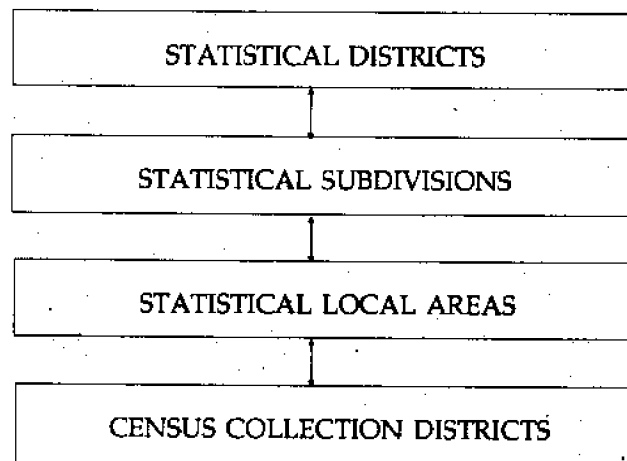 STATISTICAL DISTRICTS
STATISTICAL SUBDIVISIONS
STATISTICAL LOCAL AREAS
CENSUS COLLECTION DISTRICTS